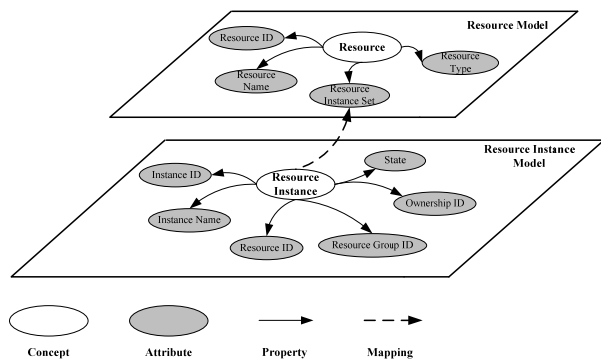 Resource Model
Resource ID
Resource
Resource
Type
Resource
Name
Resource
Instance Set
Resource Instance
Model
State
Instance ID
Resource
Instance
Ownership ID
Instance Name
Resource ID
Resource Group ID
Concept
Attribute
Property
Mapping